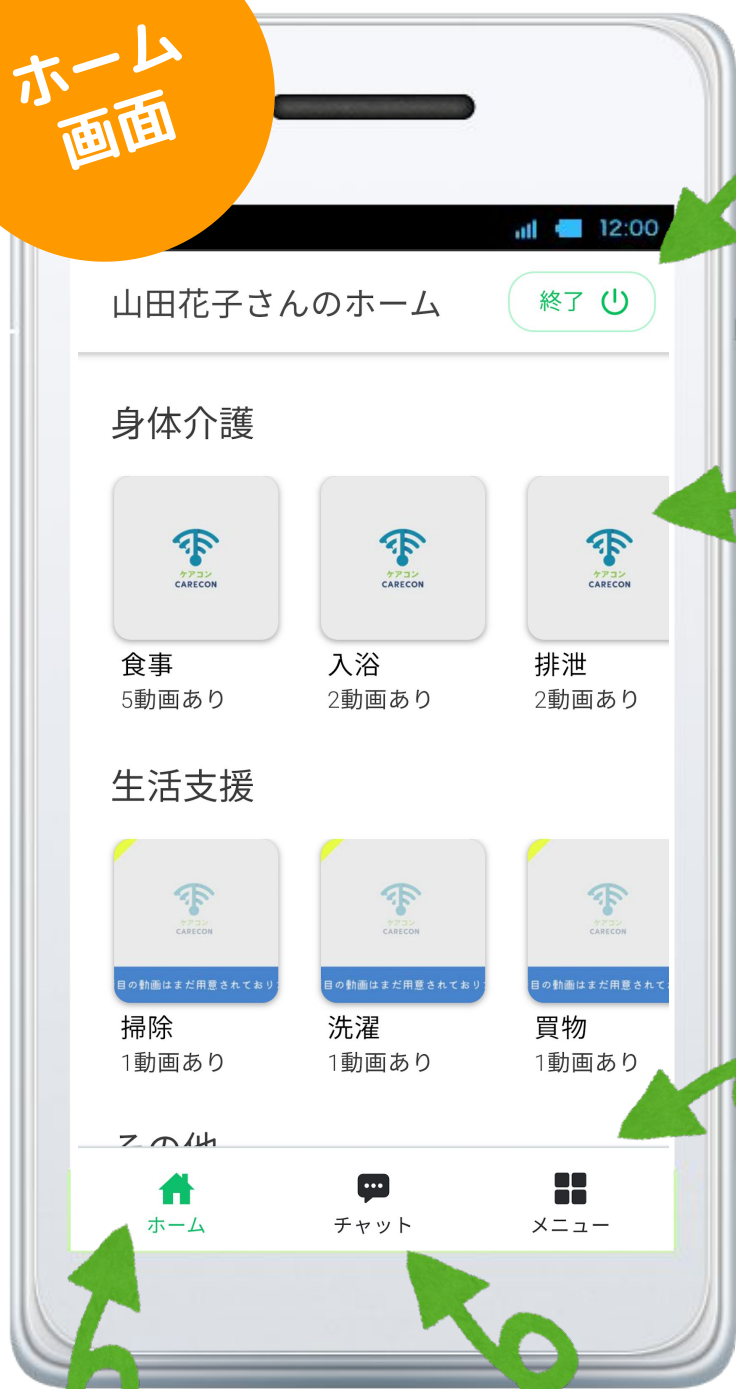 ホーム
画面
12:00
山田花子さんのホーム
終了
身体介護
ケアコン
CARECON
ケアコン
CARECON
ケアコン
CARECON
食事
入浴
排泄
5動画あり
2動画あり
2動画あり
生活支援
ケアコン
CARECON
ケアコン
CARECON
ケアコン
CARECON
目の動画はまだ用意されており
目の動画はまだ用意されており
目の動画はまだ用意されて
掃除
洗濯
買物
1動画あり
1動画あり
1動画あり
その他
ホーム
チャット
メニュー